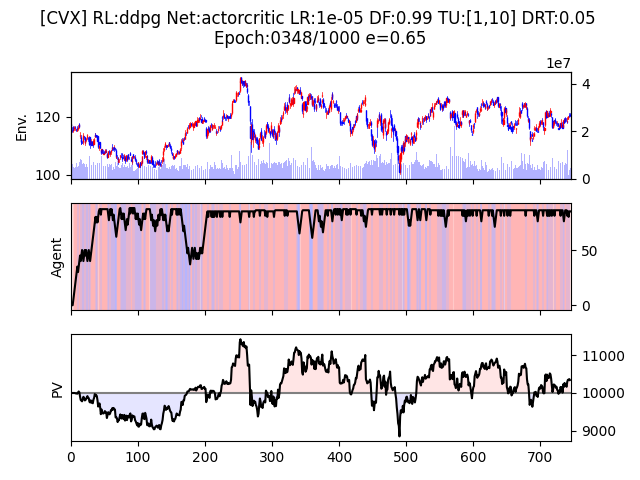 [CVX] RL:ddpg Net:actorcritic LR:1e-05 DF:0.99 TU:[1,10] DRT:0.05
Epoch:0348/1000 e=0.65
1e7
Env.
120
100
4
2
0
Agent
50
0
PV
11000
10000
9000
0 100 200 300 400 500 600 700